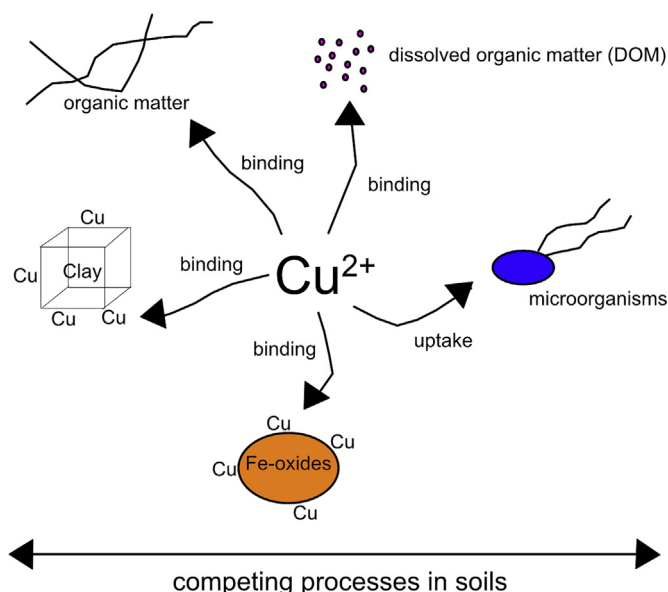 dissolved organic matter (DOM)
organic matter
binding
binding
Cu
Cu
Clay
binding
Cu²⁺
Cu
Cu
microorganisms
uptake
binding
Cu
Cu
Cu
Fe-oxides
Cu
competing processes in soils